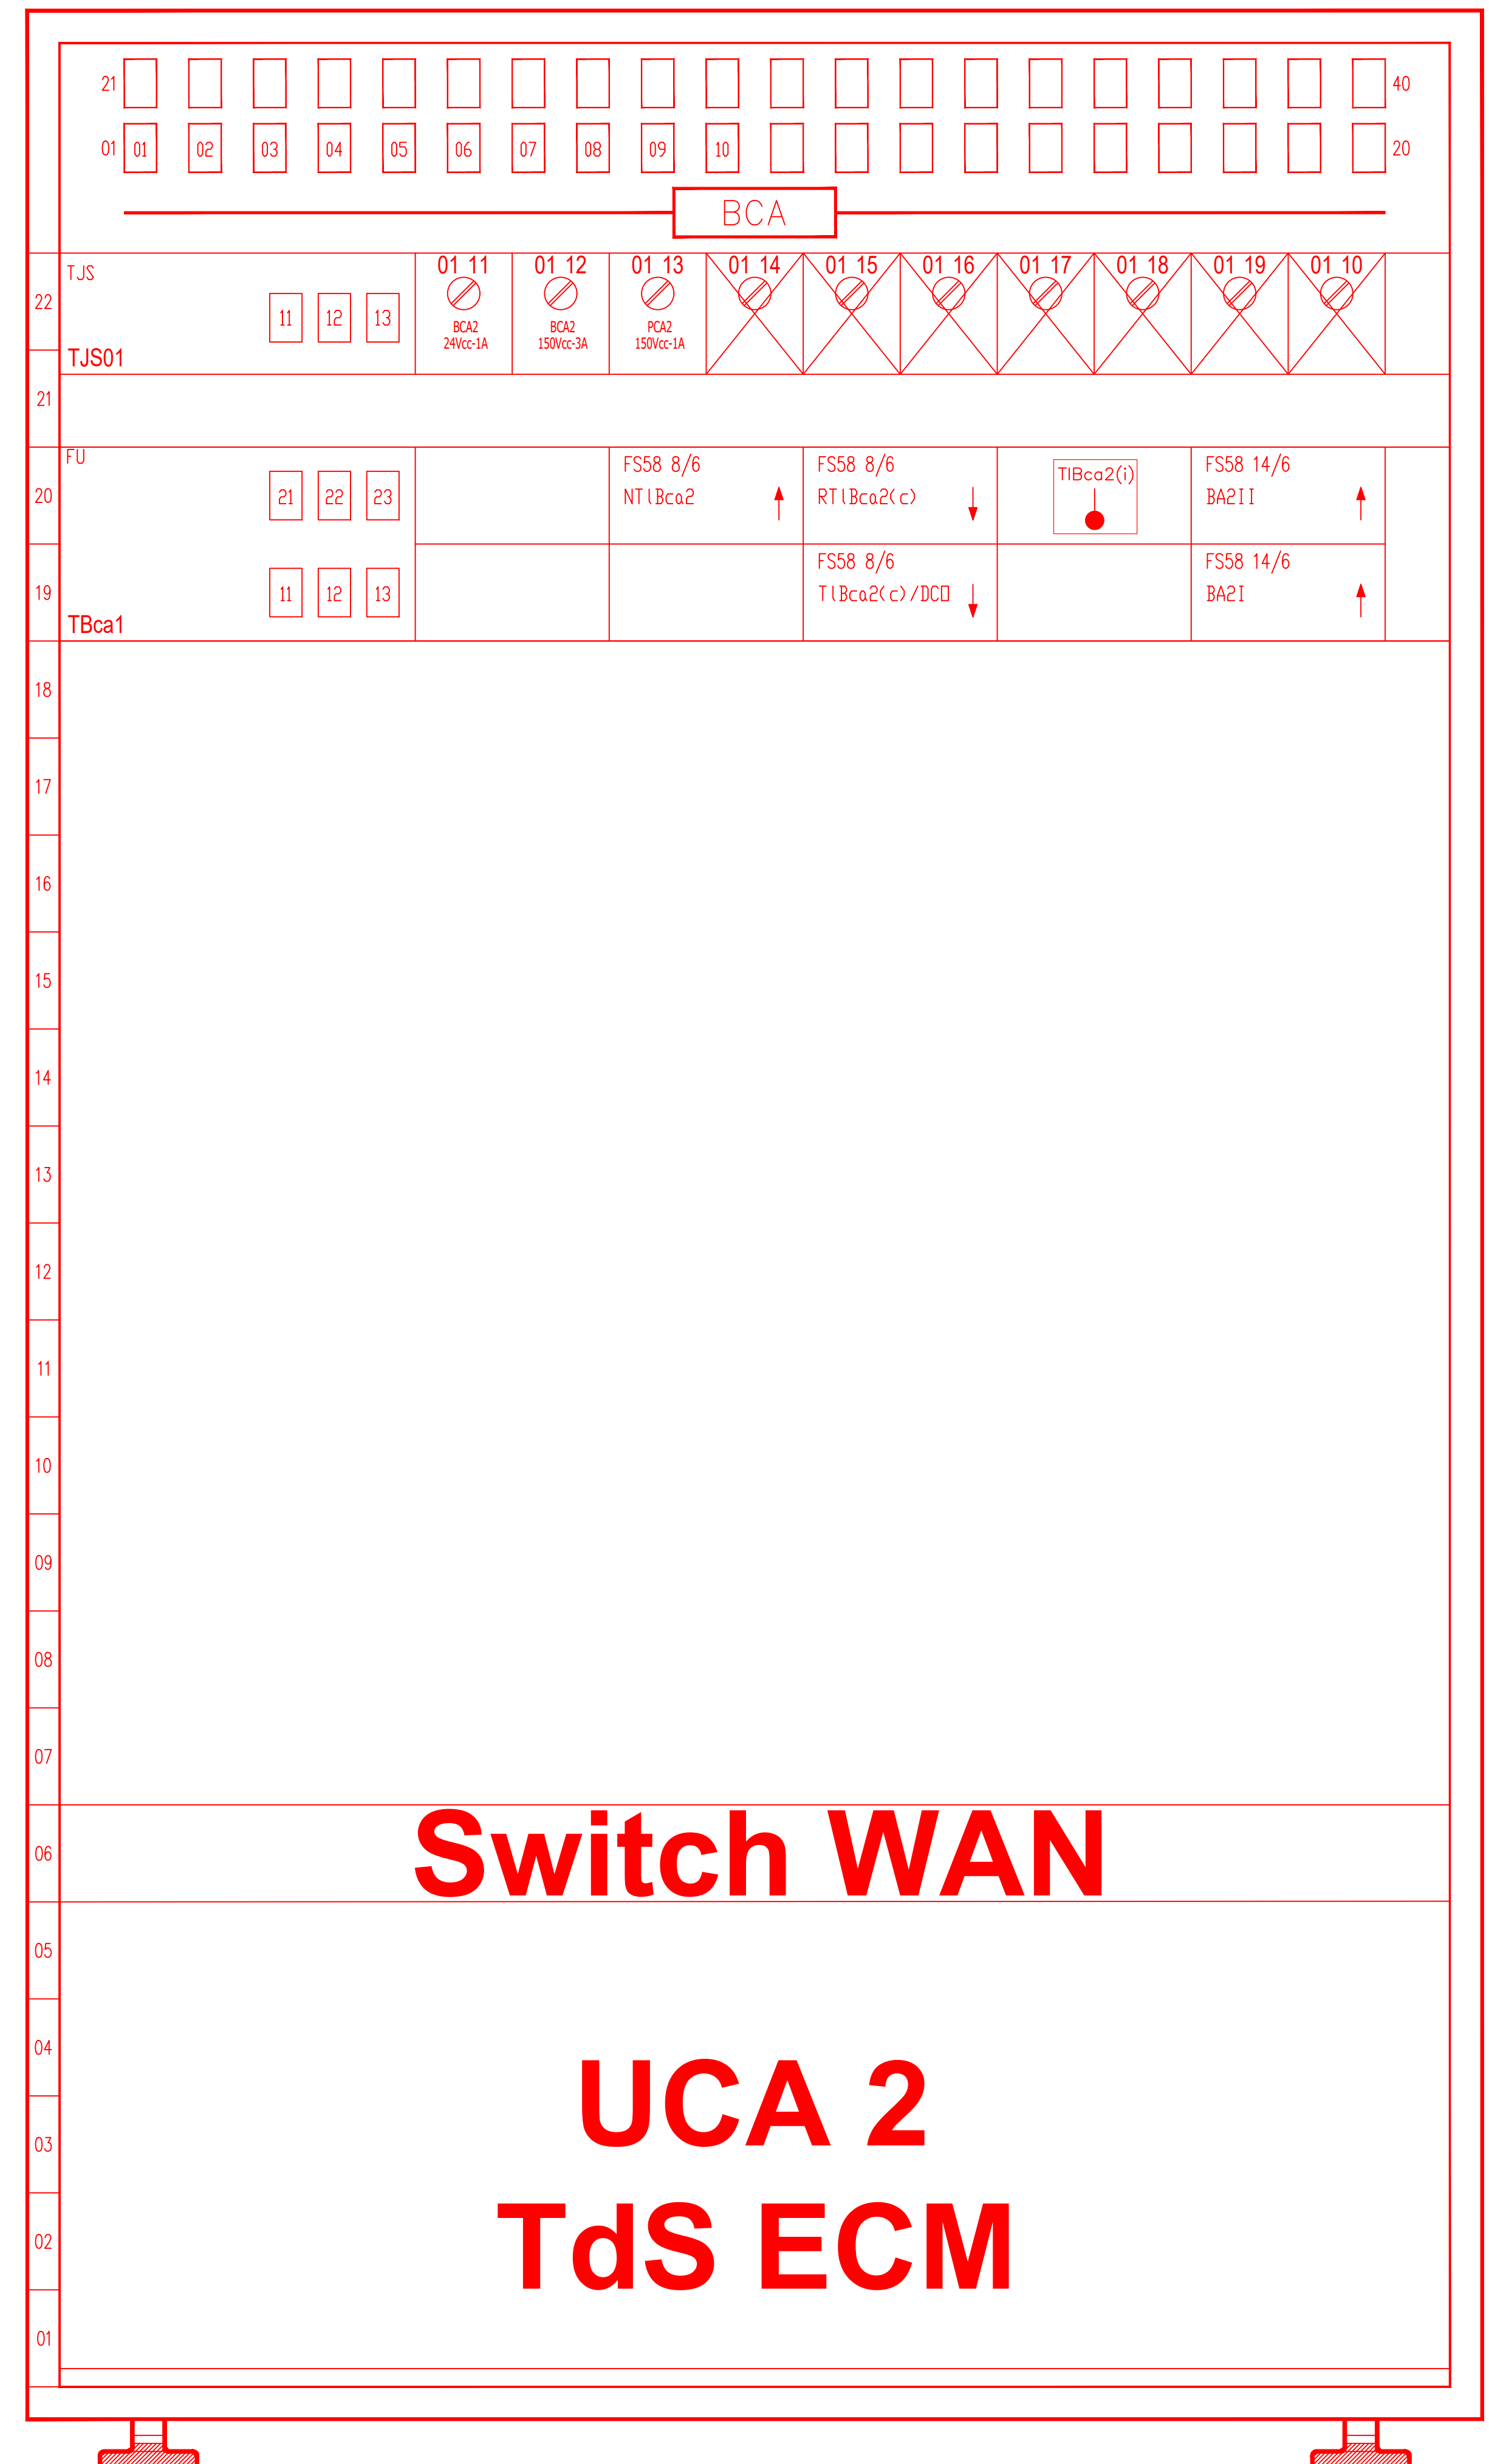 21 40
01 01 02 03 04 05 06 07 08 09 10 20
BCA
TJS 01 11 01 12 01 13 01 14 01 15 01 16 01 17 01 18 01 19 01 10
22 11 12 13
BCA2 BCA2 PCA2
24Vcc-1A 150Vcc-3A 150Vcc-1A
TJS01
21
FU FS58 8/6 FS58 8/6 TlBca2(i) FS58 14/6
20 21 22 23 NTlBca2 RTlBca2(c) BA2II
FS58 8/6 FS58 14/6
19 11 12 13 TlBca2(c)/DCO BA2I
TBca1
18
17
16
15
14
13
12
11
10
09
08
07
06 Switch WAN
05
04
UCA 2
03
02 TdS ECM
01